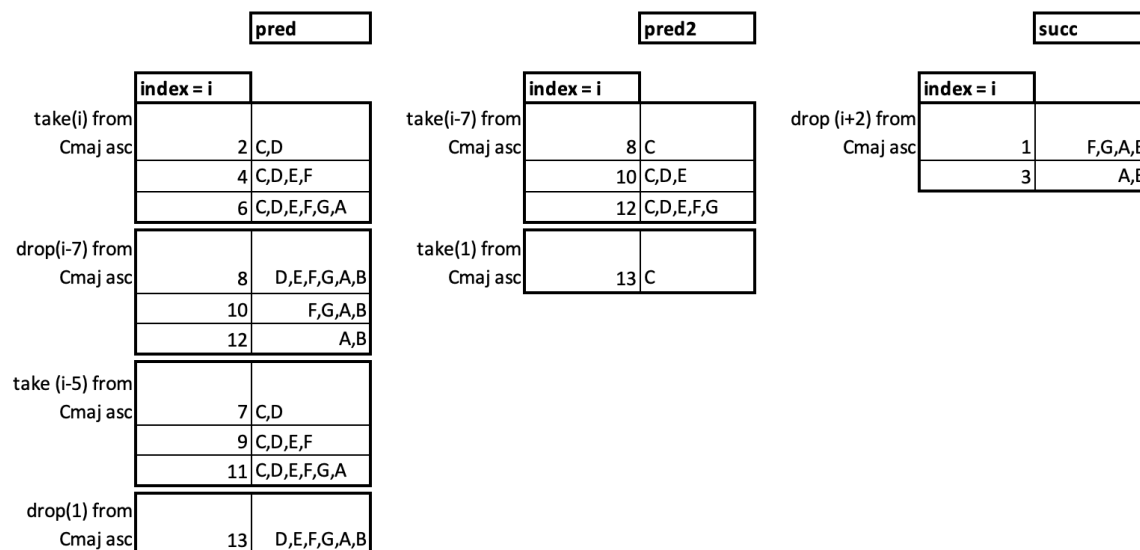 pred
pred2
succ
index = i
index = i
index = i
take(i) from
Cmaj asc
2 C,D
4 C,D,E,F
6 C,D,E,F,G,A
drop(i-7) from
Cmaj asc
8 D,E,F,G,A,B
10 F,G,A,B
12 A,B
take (i-5) from
Cmaj asc
7 C,D
9 C,D,E,F
11 C,D,E,F,G,A
drop(1) from
Cmaj asc
13 D,E,F,G,A,B
take(i-7) from
Cmaj asc
8 C
10 C,D,E
12 C,D,E,F,G
take(1) from
Cmaj asc
13 C
drop (i+2) from
Cmaj asc
1 F,G,A,
3 A,